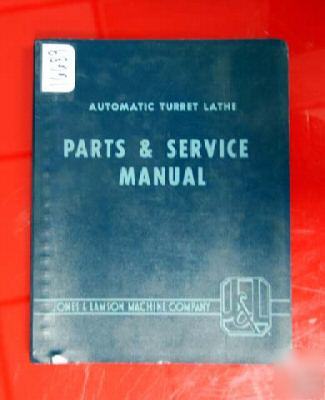 AUTOMATIC TURRET LATHE
PARTS & SERVICE
MANUAL
JONES & LAMSON MACHINE COMPANY
J&L